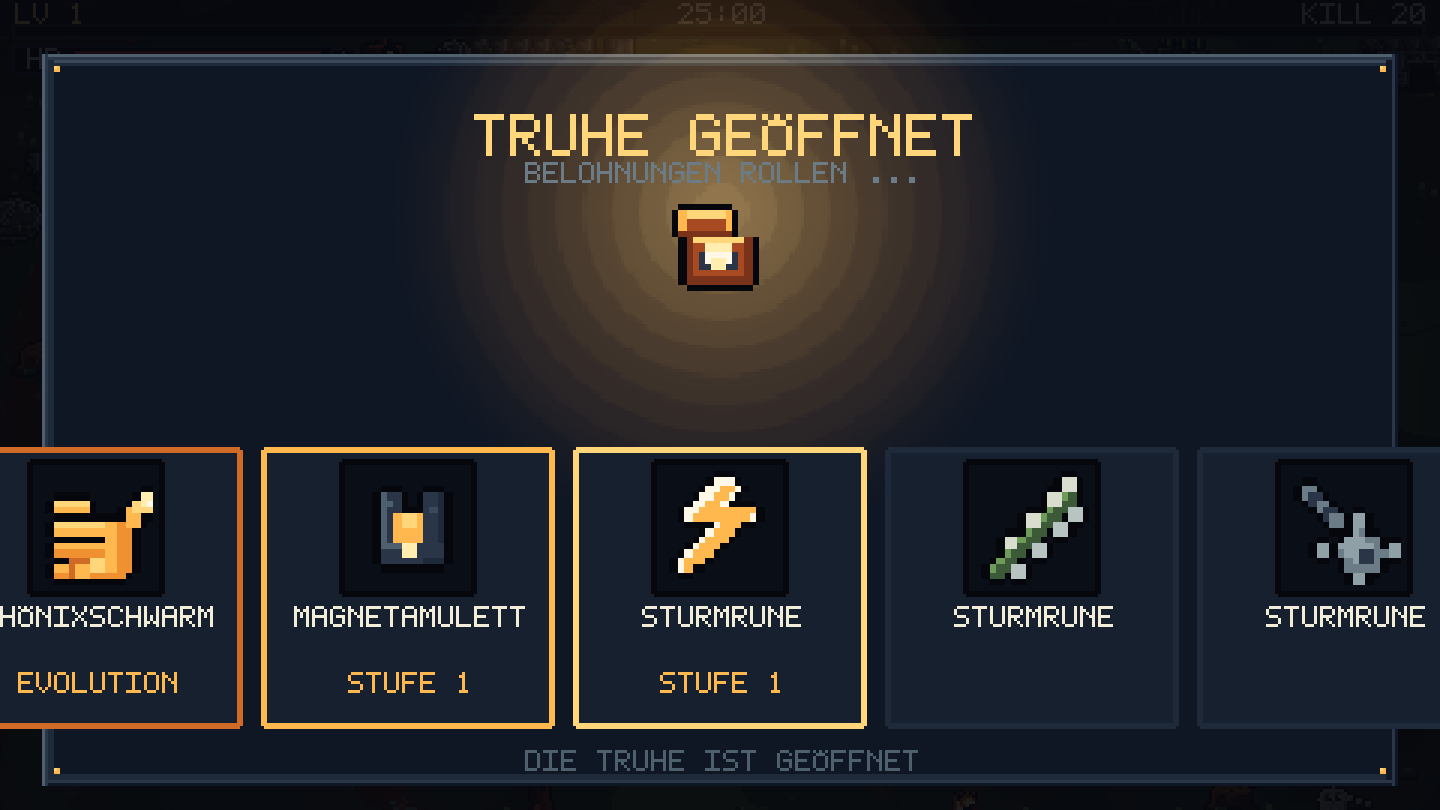 LV 1 25:00 KILL 20
TRUHE GEÖFFNET
BELOHNUNGEN ROLLEN ...
HÖNIXSCHWARM MAGNETAMULETT STURMRUNE STURMRUNE STURMRUNE
EVOLUTION STUFE 1 STUFE 1
DIE TRUHE IST GEÖFFNET